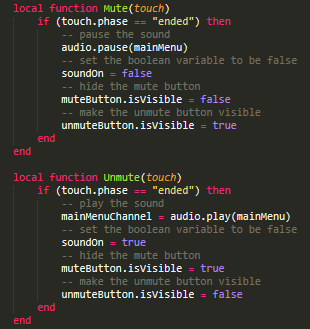 local function Mute(touch)
    if (touch.phase == "ended") then
        -- pause the sound
        audio.pause(mainMenu)
        -- set the boolean variable to be false
        soundOn = false
        -- hide the mute button
        muteButton.isVisible = false
        -- make the unmute button visible
        unmuteButton.isVisible = true
    end
end

local function Unmute(touch)
    if (touch.phase == "ended") then
        -- play the sound
        mainMenuChannel = audio.play(mainMenu)
        -- set the boolean variable to be false
        soundOn = true
        -- hide the mute button
        muteButton.isVisible = true
        -- make the unmute button visible
        unmuteButton.isVisible = false
    end
end